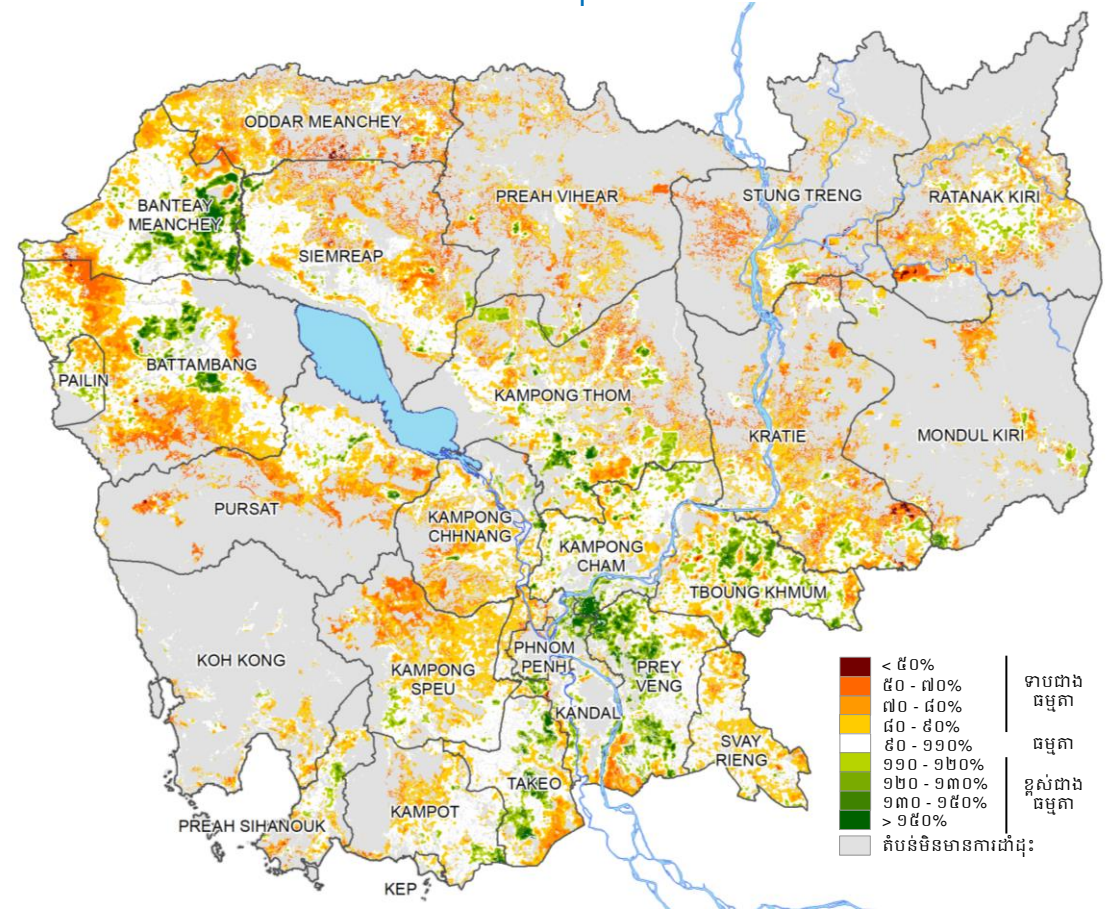 ODDAR MEANCHEY
PREAH VIHEAR
STUNG TRENG
RATANAK KIRI
BANTEAY
MEANCHEY
SIEMREAP
BATTAMBANG
PAILIN
KAMPONG THOM
KRATIE
MONDUL KIRI
PURSAT
KAMPONG
CHHNANG
KAMPONG
CHAM
TBOUNG KHMUM
KOH KONG
KAMPONG
SPEU
PHNOM
PENH
PREY
VENG
KANDAL
SVAY
RIENG
TAKEO
KAMPOT
PREAH SIHANOUK
KEP
< ៥០%
៥០ - ៧០%
៧០ - ៨០%
៨០ - ៩០%
៩០ - ១១០%
១១០ - ១២០%
១២០ - ១៣០%
១៣០ - ១៥០%
> ១៥០%
តំបន់មិនមានការដាំដុះ
ទាបជាង
ធម្មតា
ធម្មតា
ខ្ពស់ជាង
ធម្មតា